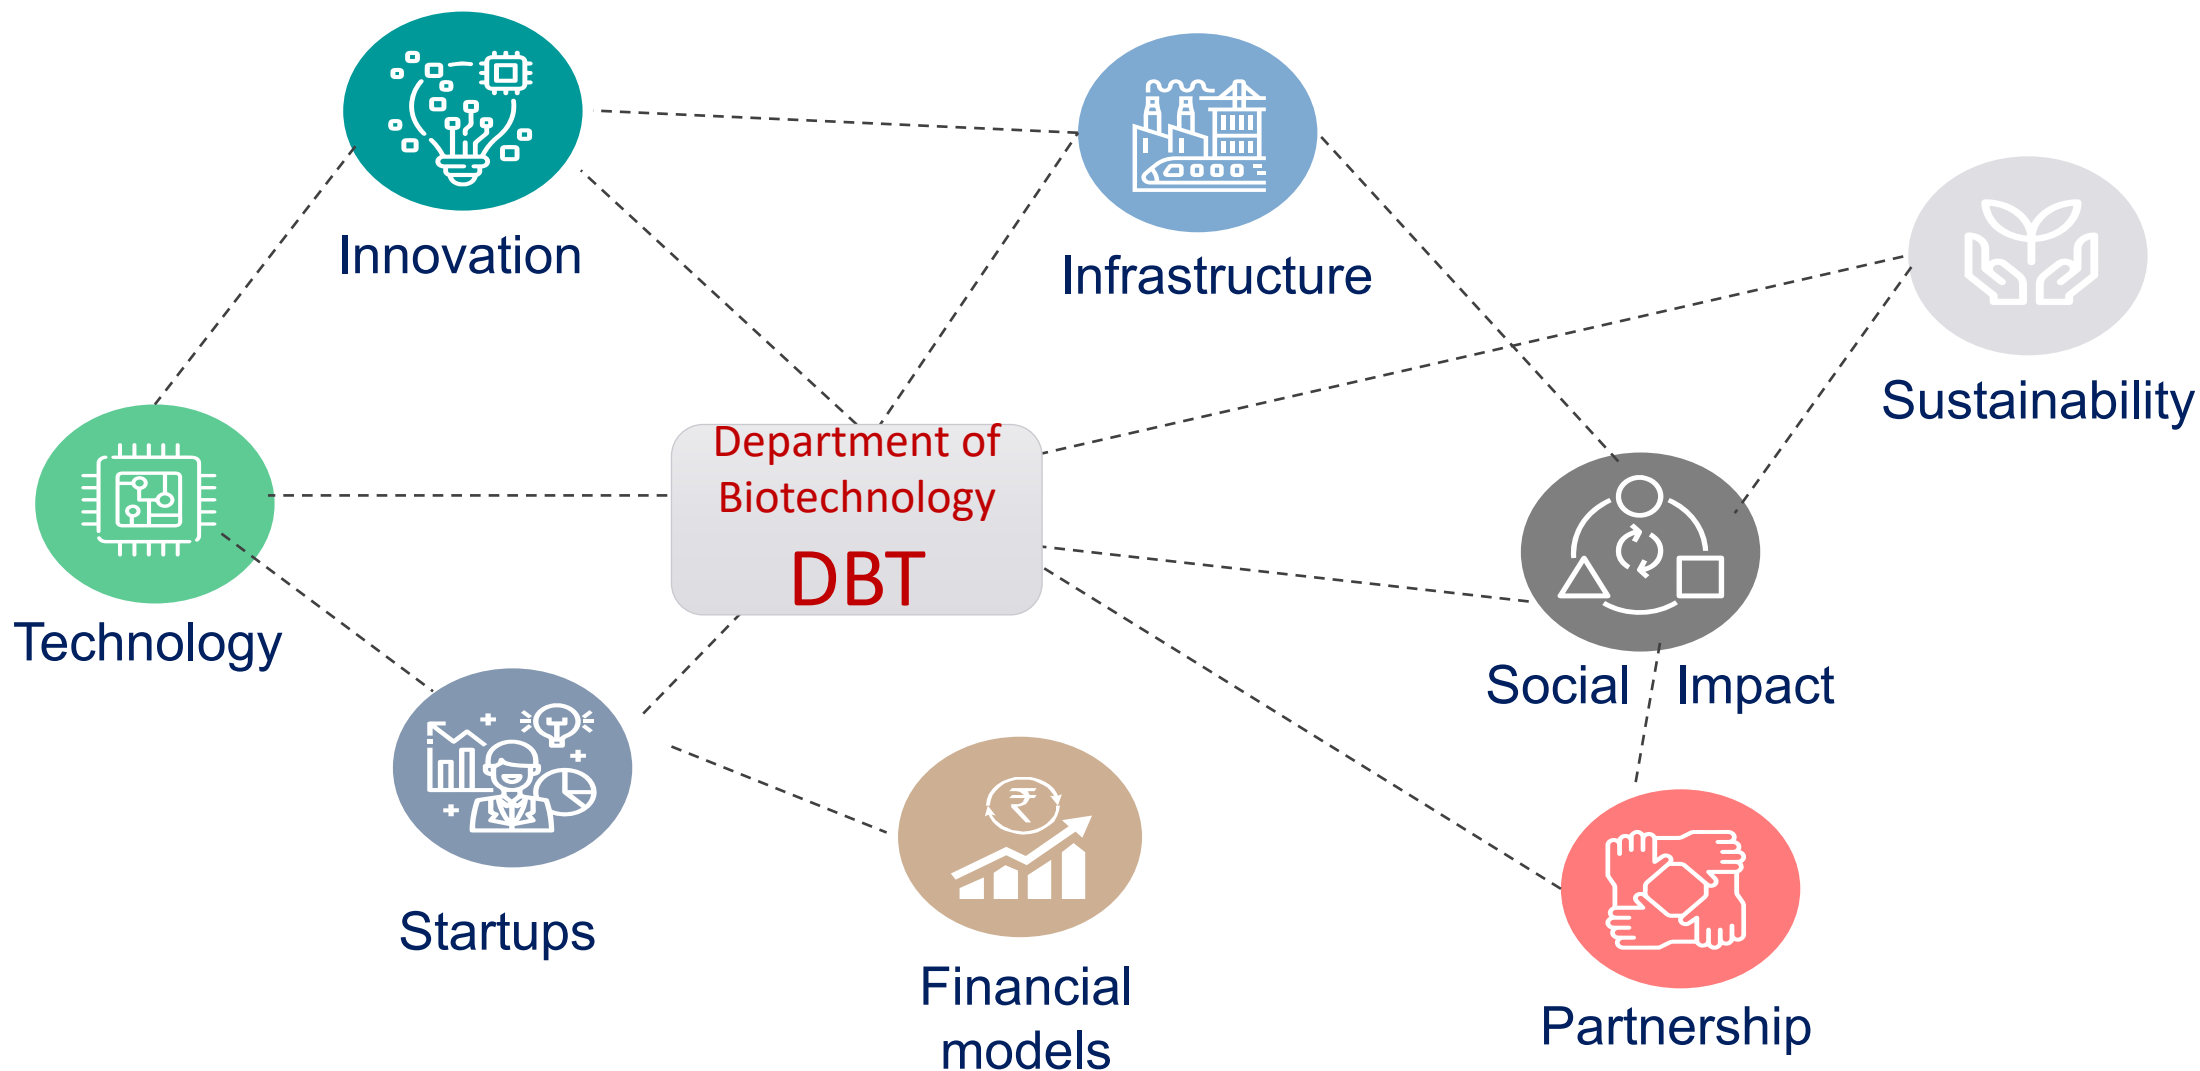 Innovation
Infrastructure
Sustainability
Department of
Biotechnology
DBT
Technology
Social Impact
Startups
₹
Financial
models
Partnership